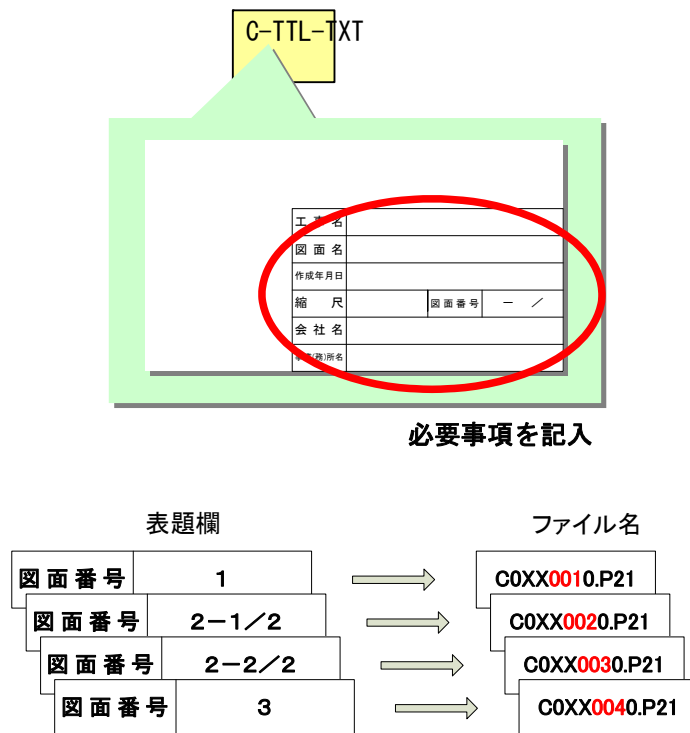 C-TTL-TXT
工事名
図面名
作成年月日
縮尺 図面番号 － ／
会社名
事業(務)所名
必要事項を記入
表題欄 ファイル名
図面番号 1 C0XX0010.P21
図面番号 2－1／2 C0XX0020.P21
図面番号 2－2／2 C0XX0030.P21
図面番号 3 C0XX0040.P21